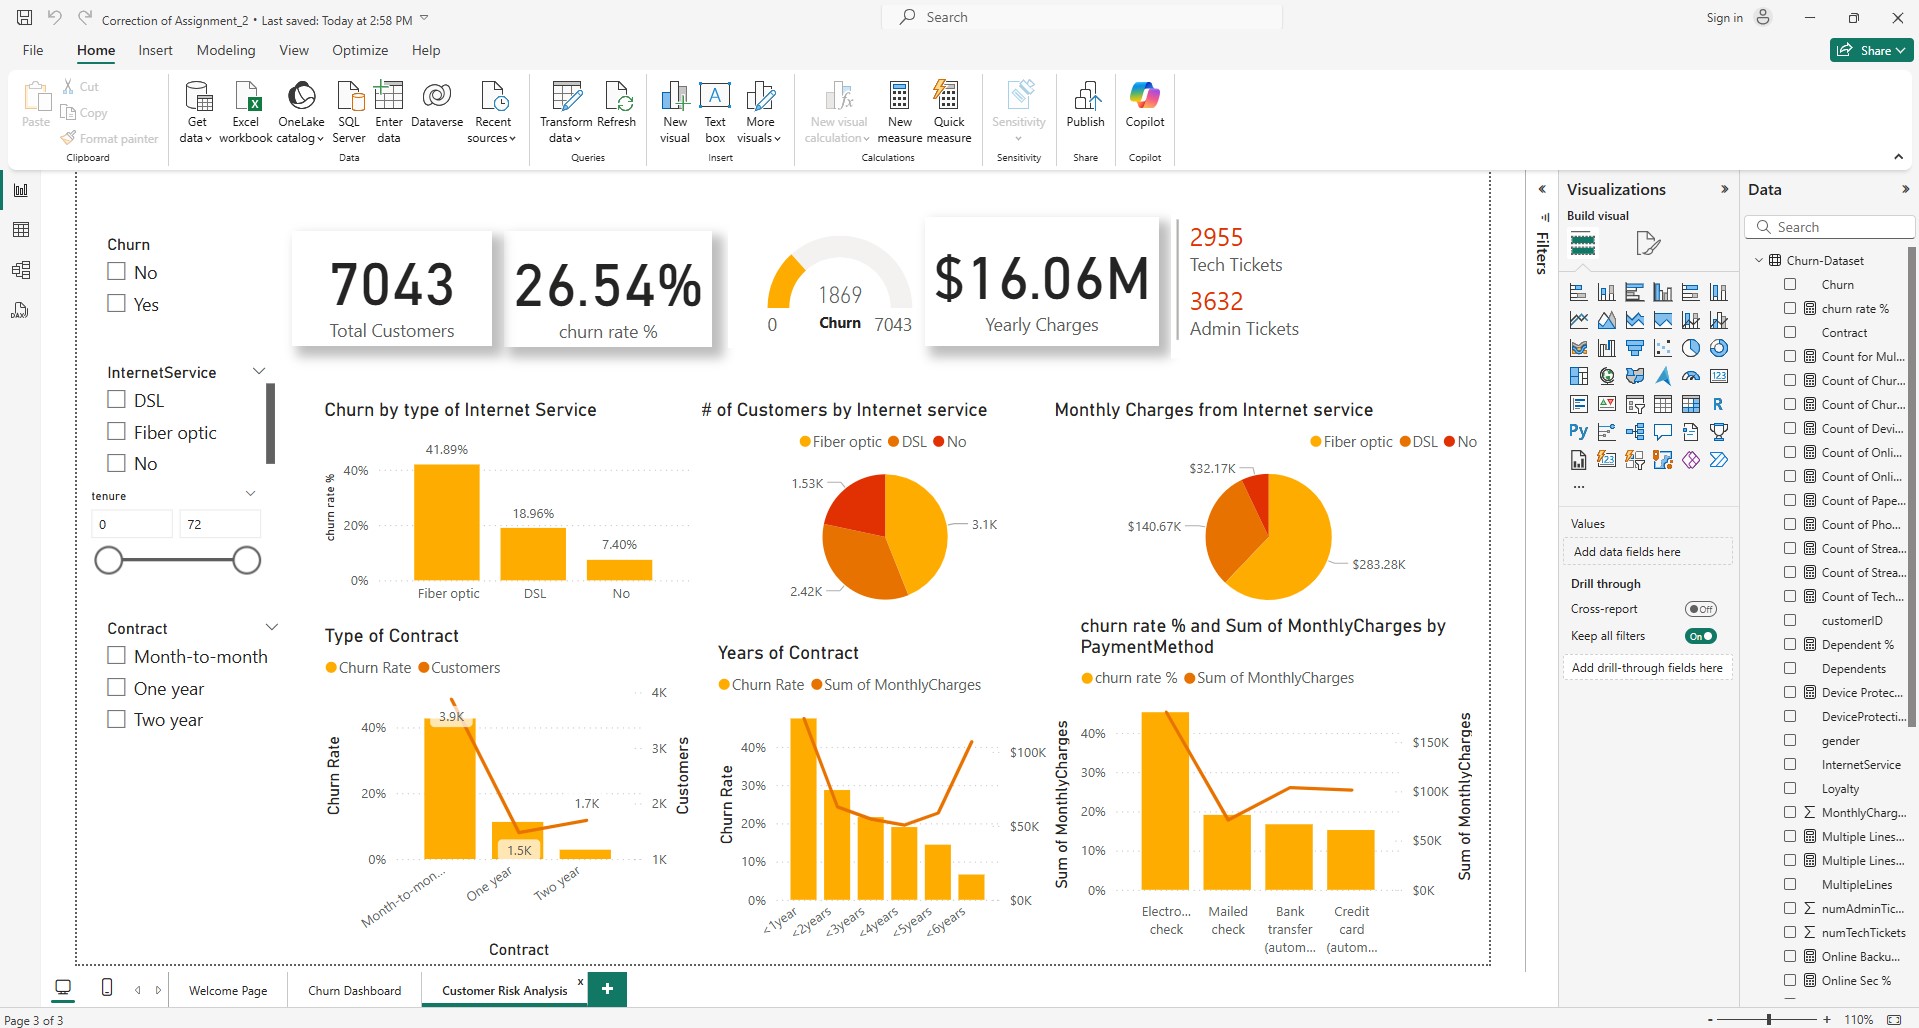 Correction of Assignment_2 • Last saved: Today at 2:58 PM
Search
Sign in
File Home Insert Modeling View Optimize Help
Share
Paste
Cut
Copy
Format painter
Clipboard
Get data
Excel workbook
OneLake catalog
SQL Server
Enter data
Dataverse
Recent sources
Data
Transform data
Refresh
Queries
New visual
Text box
More visuals
Insert
New visual calculation
New measure
Quick measure
Calculations
Sensitivity
Sensitivity
Publish
Share
Copilot
Copilot
Churn
No
Yes
InternetService
DSL
Fiber optic
No
tenure
0 72
Contract
Month-to-month
One year
Two year
7043
Total Customers
26.54%
churn rate %
1869
0 Churn 7043
$16.06M
Yearly Charges
2955
Tech Tickets
3632
Admin Tickets
Churn by type of Internet Service
churn rate %
40%
20%
0%
41.89%
18.96%
7.40%
Fiber optic DSL No
# of Customers by Internet service
Fiber optic DSL No
1.53K
3.1K
2.42K
Monthly Charges from Internet service
Fiber optic DSL No
$32.17K
$140.67K
$283.28K
Type of Contract
Churn Rate Customers
Churn Rate
40%
20%
0%
3.9K
1.5K
1.7K
4K
3K
2K
1K
Customers
Month-to-mon... One year Two year
Contract
Years of Contract
Churn Rate Sum of MonthlyCharges
Churn Rate
40%
30%
20%
10%
0%
$100K
$50K
$0K
Sum of MonthlyCharges
<1year <2years <3years <4years <5years <6years
churn rate % and Sum of MonthlyCharges by
PaymentMethod
churn rate % Sum of MonthlyCharges
40%
30%
20%
10%
0%
$150K
$100K
$50K
$0K
Sum of MonthlyCharges
Electro... check
Mailed check
Bank transfer (autom...
Credit card (autom...
Filters
Visualizations
Build visual
123
R
Py
123
...
Values
Add data fields here
Drill through
Cross-report Off
Keep all filters On
Add drill-through fields here
Data
Search
Churn-Dataset
Churn
churn rate %
Contract
Count for Mul...
Count of Chur...
Count of Chur...
Count of Devi...
Count of Onli...
Count of Onli...
Count of Pape...
Count of Pho...
Count of Strea...
Count of Strea...
Count of Tech...
customerID
Dependent %
Dependents
Device Protec...
DeviceProtecti...
gender
InternetService
Loyalty
MonthlyCharg...
Multiple Lines...
Multiple Lines...
MultipleLines
numAdminTic...
numTechTickets
Online Backu...
Online Sec %
Welcome Page
Churn Dashboard
Customer Risk Analysis x
+
Page 3 of 3
- + 110%